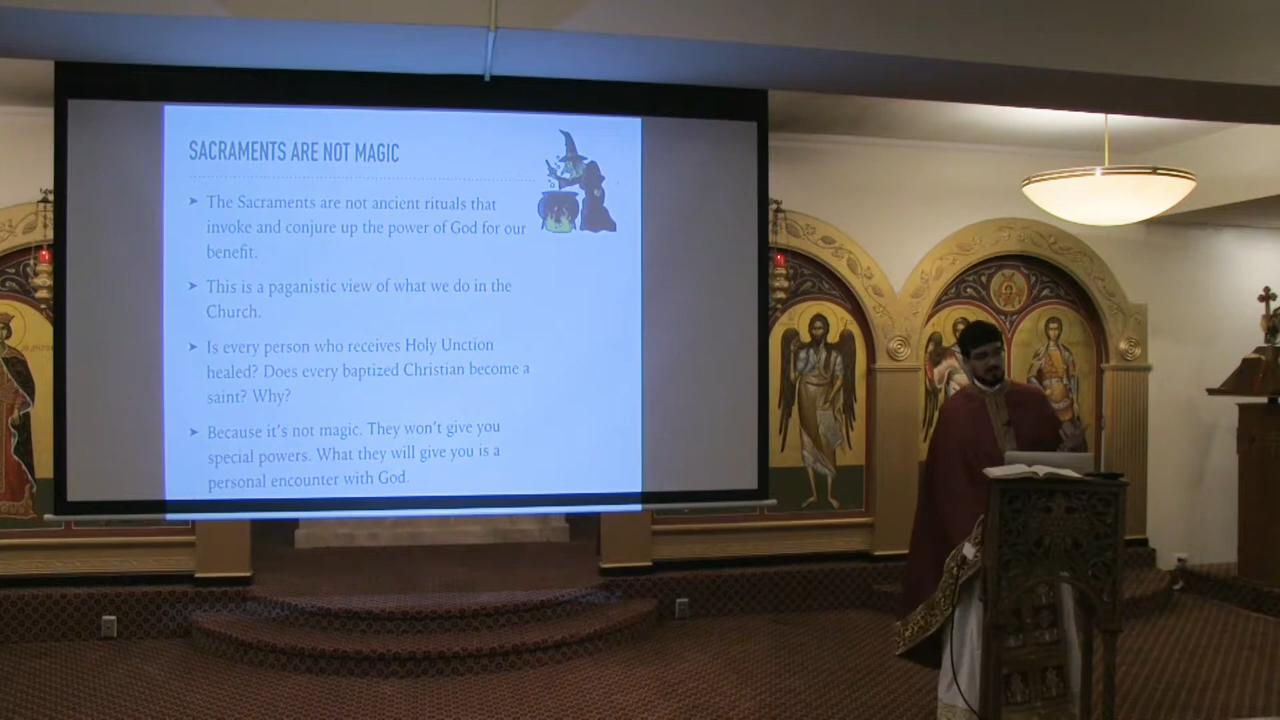 SACRAMENTS ARE NOT MAGIC
➤ The Sacraments are not ancient rituals that
invoke and conjure up the power of God for our
benefit.
➤ This is a paganistic view of what we do in the
Church.
➤ Is every person who receives Holy Unction
healed? Does every baptized Christian become a
saint? Why?
➤ Because it's not magic. They won't give you
special powers. What they will give you is a
personal encounter with God.